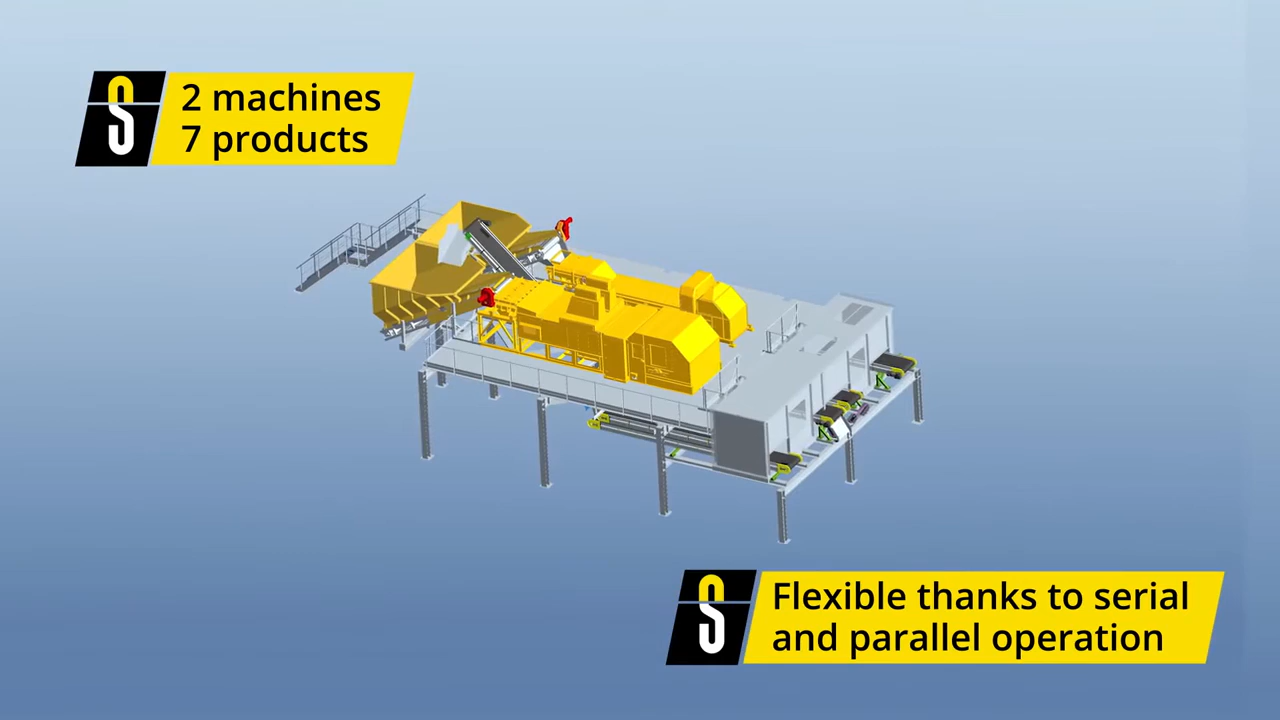 2 machines
7 products
Flexible thanks to serial
and parallel operation